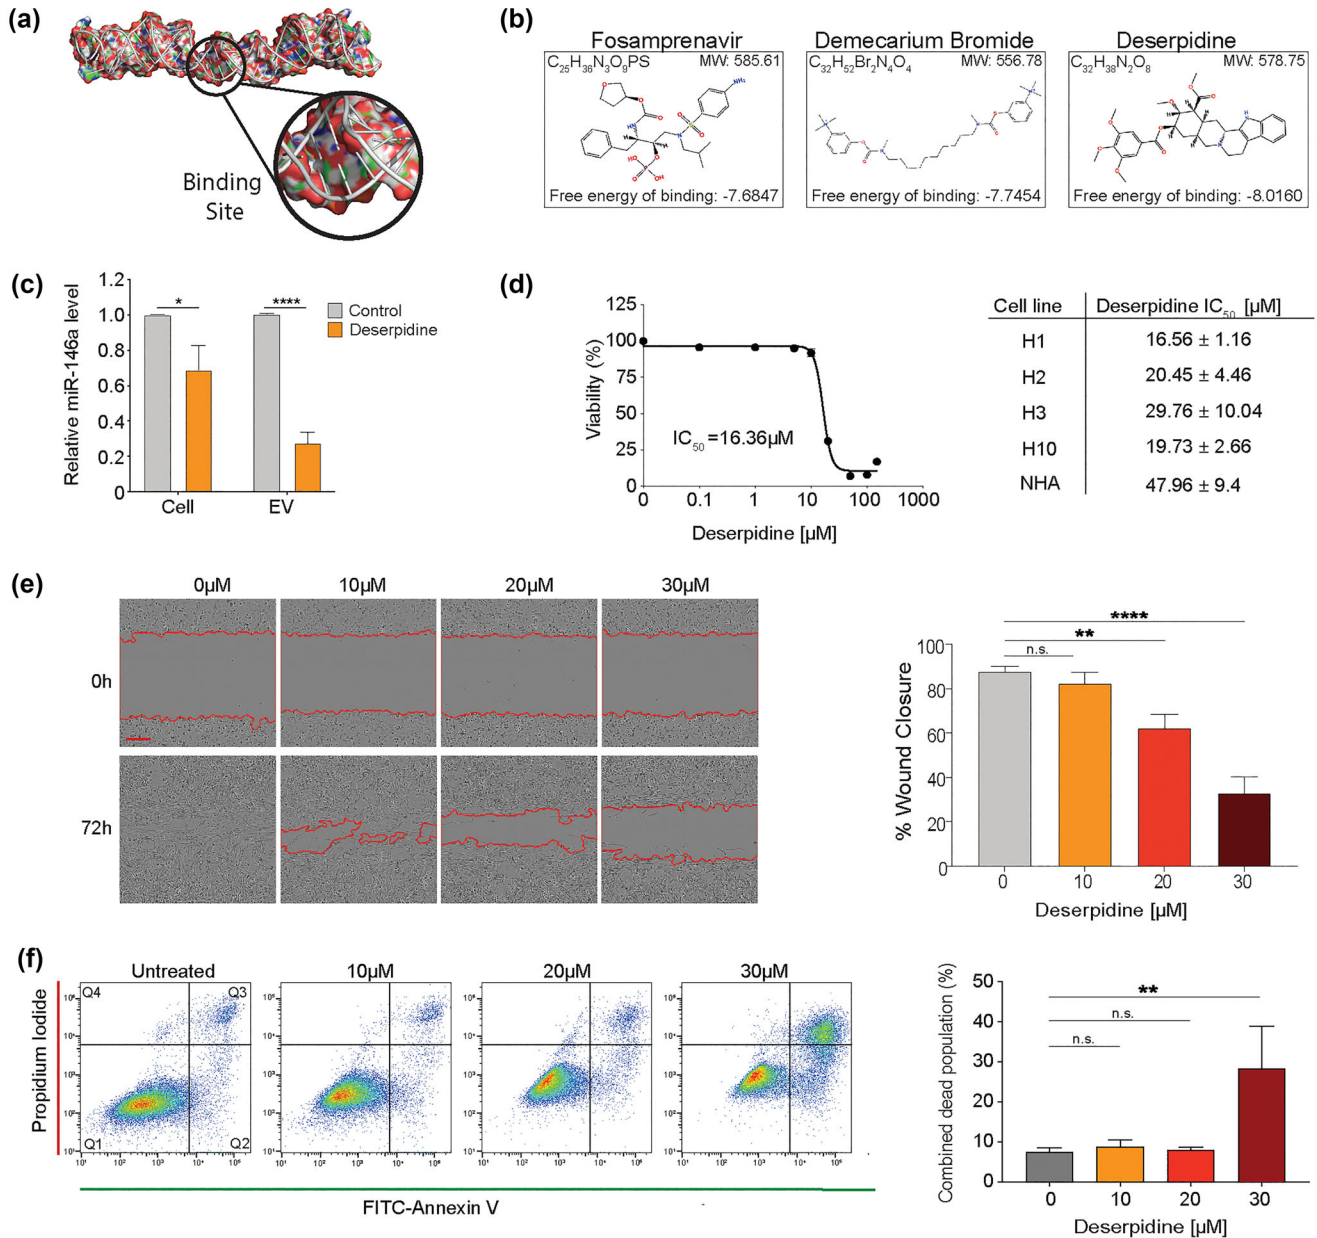 (a)
Binding
Site
(b)
Fosamprenavir
C25H36N3O9PS MW: 585.61
Free energy of binding: -7.6847
Demecarium Bromide
C32H52Br2N4O4 MW: 556.78
Free energy of binding: -7.7454
Deserpidine
C32H38N2O8 MW: 578.75
Free energy of binding: -8.0160
(c)
Relative miR-146a level
1.2
1.0
0.8
0.6
0.4
0.2
0
* ****
Control
Deserpidine
Cell EV
(d)
Viability (%)
125
100
75
50
25
0
IC50=16.36µM
0 0.1 1 10 100 1000
Deserpidine [µM]
Cell line Deserpidine IC50 [µM]
H1 16.56 ± 1.16
H2 20.45 ± 4.46
H3 29.76 ± 10.04
H10 19.73 ± 2.66
NHA 47.96 ± 9.4
(e)
0µM 10µM 20µM 30µM
0h
72h
% Wound Closure
****
**
n.s.
100
80
60
40
20
0
0 10 20 30
Deserpidine [µM]
(f)
Untreated 10µM 20µM 30µM
Propidium Iodide
Q4 Q3
Q1 Q2
FITC-Annexin V
Combined dead population (%)
**
n.s.
n.s.
50
40
30
20
10
0
0 10 20 30
Deserpidine [µM]